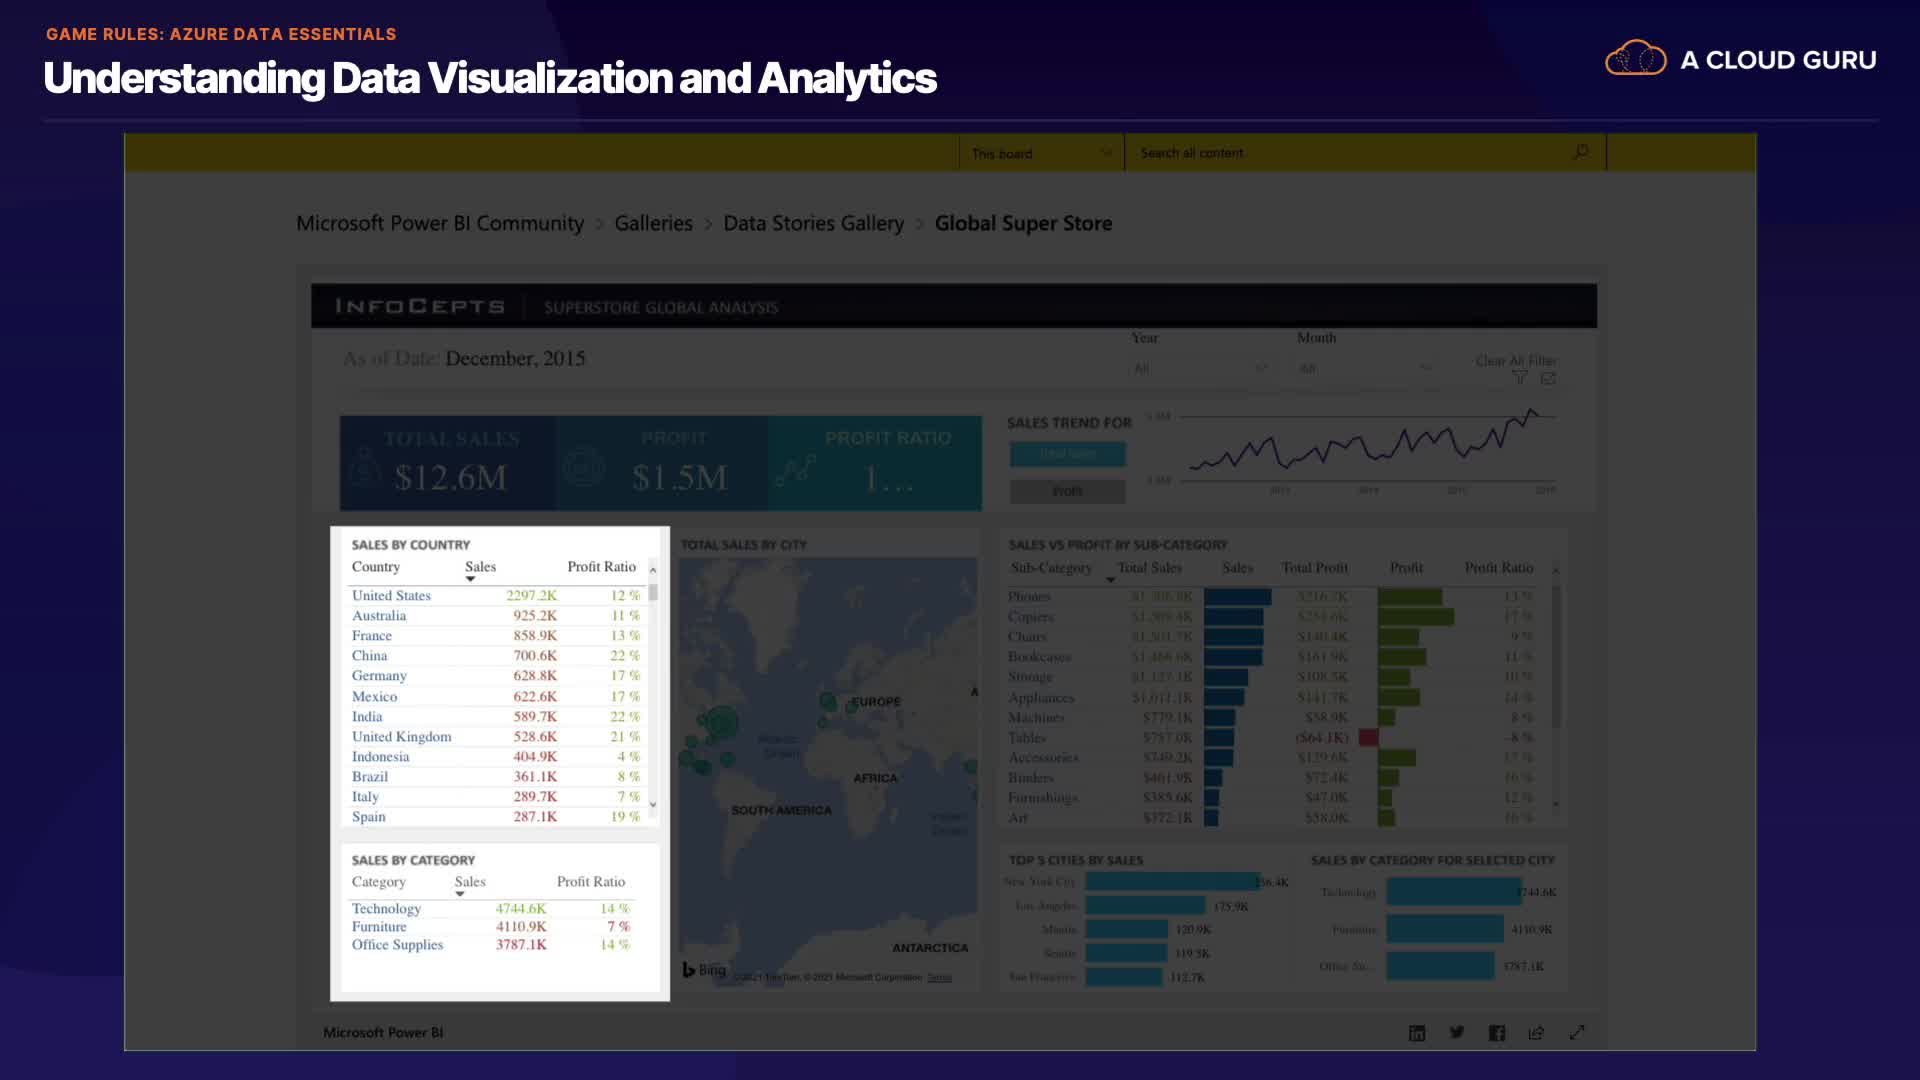 GAME RULES: AZURE DATA ESSENTIALS
Understanding Data Visualization and Analytics
A CLOUD GURU
This board
Search all content
Microsoft Power BI Community > Galleries > Data Stories Gallery > Global Super Store
INFOCEPTS SUPERSTORE GLOBAL ANALYSIS
As of Date: December, 2015
Year
All
Month
All
Clear All Filter
TOTAL SALES
$12.6M
PROFIT
$1.5M
PROFIT RATIO
1...
SALES TREND FOR
Total Sales
Profit
SALES BY COUNTRY
Country Sales Profit Ratio
United States 2297.2K 12 %
Australia 925.2K 11 %
France 858.9K 13 %
China 700.6K 22 %
Germany 628.8K 17 %
Mexico 622.6K 17 %
India 589.7K 22 %
United Kingdom 528.6K 21 %
Indonesia 404.9K 4 %
Brazil 361.1K 8 %
Italy 289.7K 7 %
Spain 287.1K 19 %
SALES BY CATEGORY
Category Sales Profit Ratio
Technology 4744.6K 14 %
Furniture 4110.9K 7 %
Office Supplies 3787.1K 14 %
TOTAL SALES BY CITY
EUROPE
A
Atlantic Ocean
AFRICA
SOUTH AMERICA
Indian Ocean
ANTARCTICA
Bing
©2021 TomTom, © 2021 Microsoft Corporation Terms
SALES VS PROFIT BY SUB-CATEGORY
Sub-Category Total Sales Sales Total Profit Profit Profit Ratio
Phones $216.7K 13 %
Copiers 17 %
Chairs $140.4K 9 %
Bookcases $161.9K 11 %
Storage $1,127.1K $108.5K 10 %
Appliances $1,011.1K $141.7K 14 %
Machines $779.1K $58.9K 8 %
Tables $757.0K ($64.1K) -8 %
Accessories $749.2K $129.6K 17 %
Binders $461.9K $72.4K 16 %
Furnishings $385.6K $47.0K 12 %
Art $372.1K $58.0K 16 %
TOP 5 CITIES BY SALES
New York City 256.4K
Los Angeles 175.9K
Manila 120.9K
Seattle 119.5K
San Francisco 112.7K
SALES BY CATEGORY FOR SELECTED CITY
Technology 4744.6K
Furniture 4110.9K
Office Su... 3787.1K
Microsoft Power BI